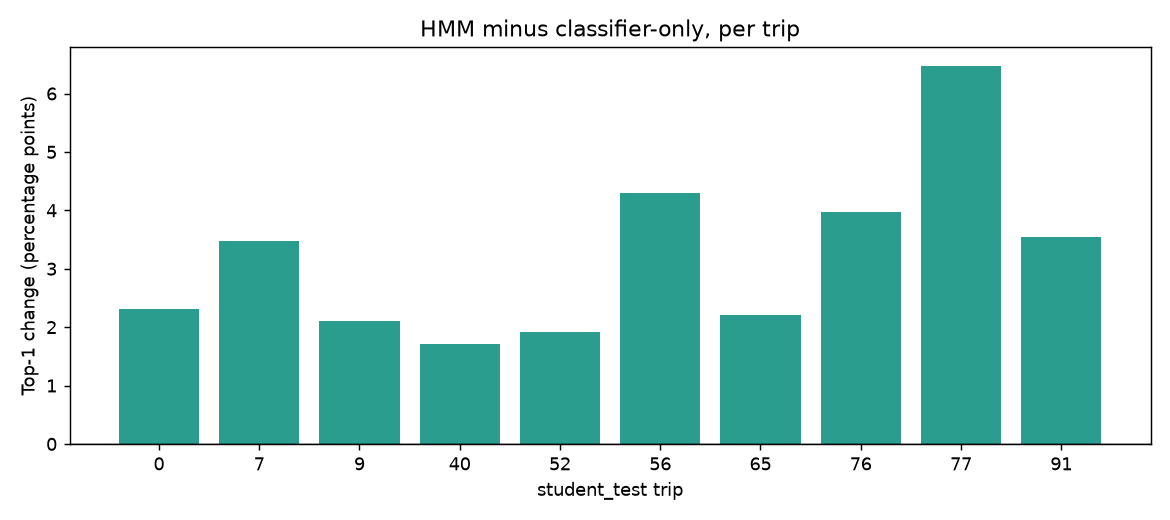 HMM minus classifier-only, per trip
Top-1 change (percentage points)
6
5
4
3
2
1
0
0 7 9 40 52 56 65 76 77 91
student_test trip